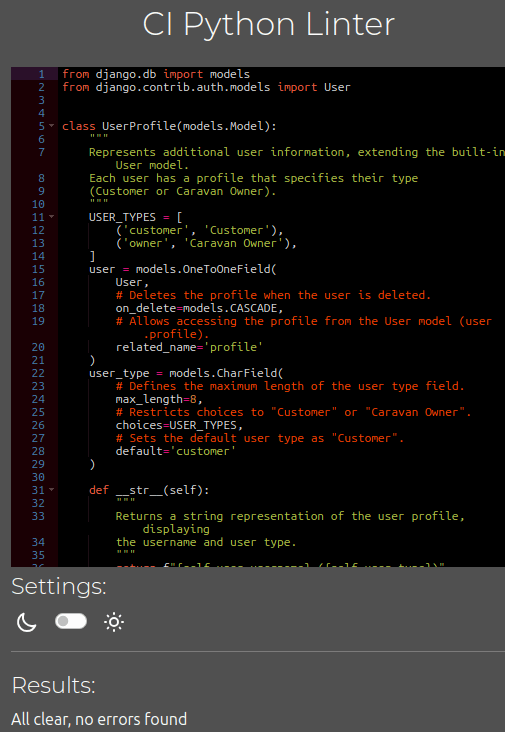 CI Python Linter
1 from django.db import models
2 from django.contrib.auth.models import User
3
4
5 class UserProfile(models.Model):
6 """
7 Represents additional user information, extending the built-in
User model.
8 Each user has a profile that specifies their type
9 (Customer or Caravan Owner).
10 """
11 USER_TYPES = [
12 ('customer', 'Customer'),
13 ('owner', 'Caravan Owner'),
14 ]
15 user = models.OneToOneField(
16 User,
17 # Deletes the profile when the user is deleted.
18 on_delete=models.CASCADE,
19 # Allows accessing the profile from the User model (user
.profile).
20 related_name='profile'
21 )
22 user_type = models.CharField(
23 # Defines the maximum length of the user type field.
24 max_length=8,
25 # Restricts choices to "Customer" or "Caravan Owner".
26 choices=USER_TYPES,
27 # Sets the default user type as "Customer".
28 default='customer'
29 )
30
31 def __str__(self):
32 """
33 Returns a string representation of the user profile,
displaying
34 the username and user type.
35 """
36 return f"{self.user.username} ({self.user_type})"
Settings:
Results:
All clear, no errors found